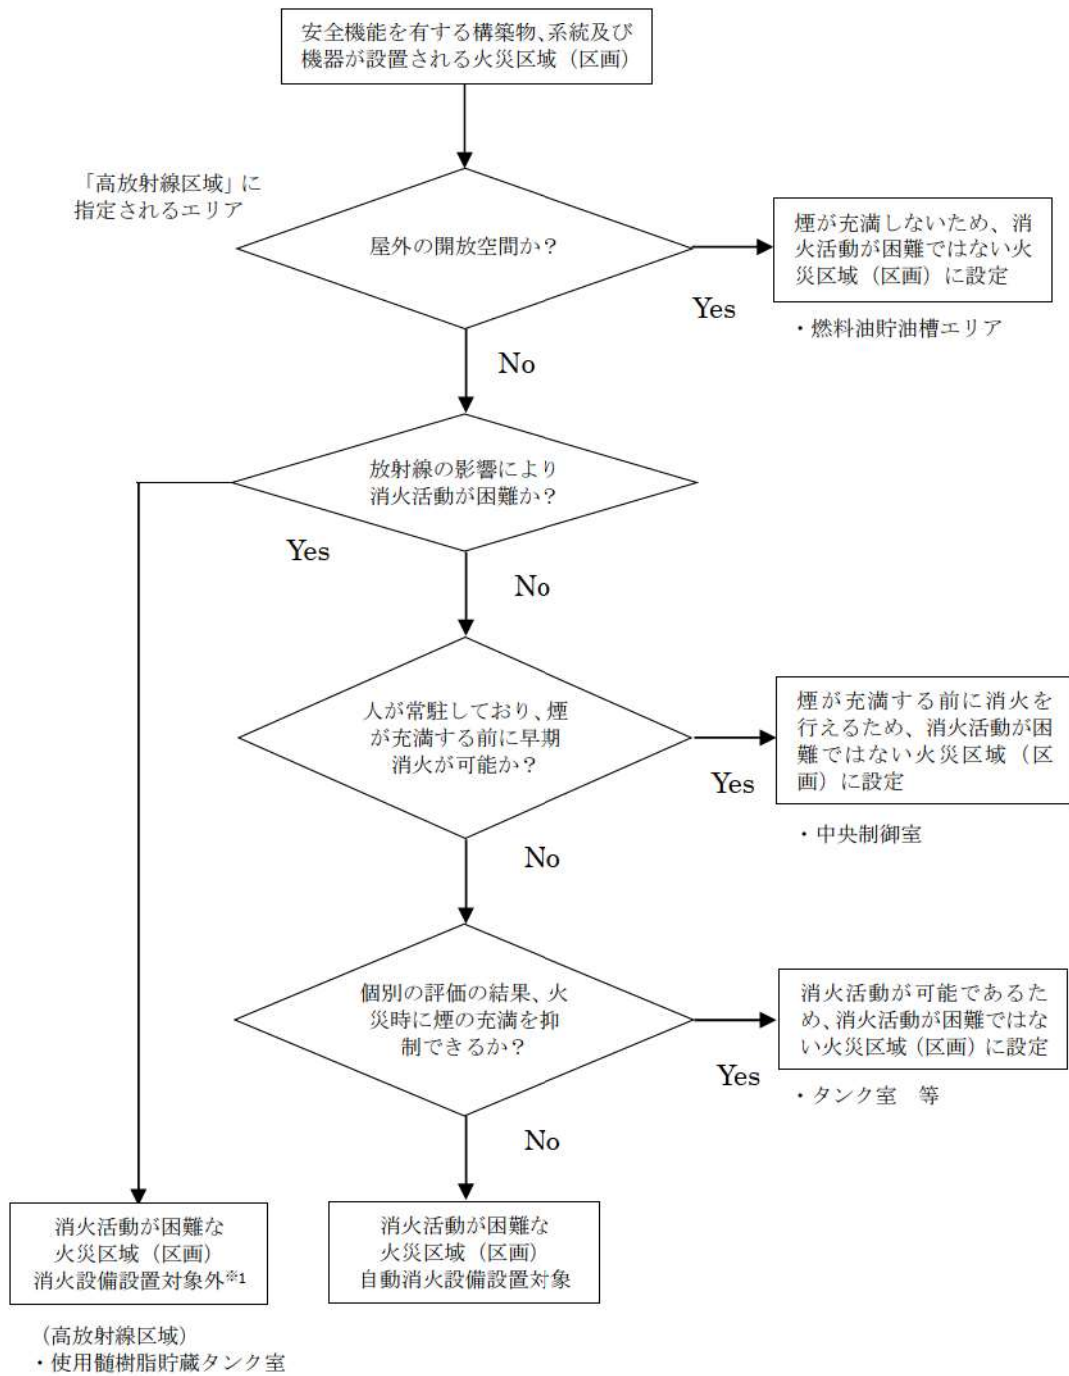 安全機能を有する構築物、系統及び
機器が設置される火災区域（区画）
「高放射線区域」に
指定されるエリア
屋外の開放空間か？
煙が充満しないため、消
火活動が困難ではない火
災区域（区画）に設定
Yes
・燃料油貯油槽エリア
No
放射線の影響により
消火活動が困難か？
Yes
No
人が常駐しており、煙
が充満する前に早期
消火が可能か？
煙が充満する前に消火を
行えるため、消火活動が困
難ではない火災区域（区
画）に設定
Yes
・中央制御室
No
個別の評価の結果、火
災時に煙の充満を抑
制できるか？
消火活動が可能であるた
め、消火活動が困難ではな
い火災区域（区画）に設定
Yes
・タンク室　等
No
消火活動が困難な
火災区域（区画）
消火設備設置対象外※1
消火活動が困難な
火災区域（区画）
自動消火設備設置対象
（高放射線区域）
・使用髄樹脂貯蔵タンク室